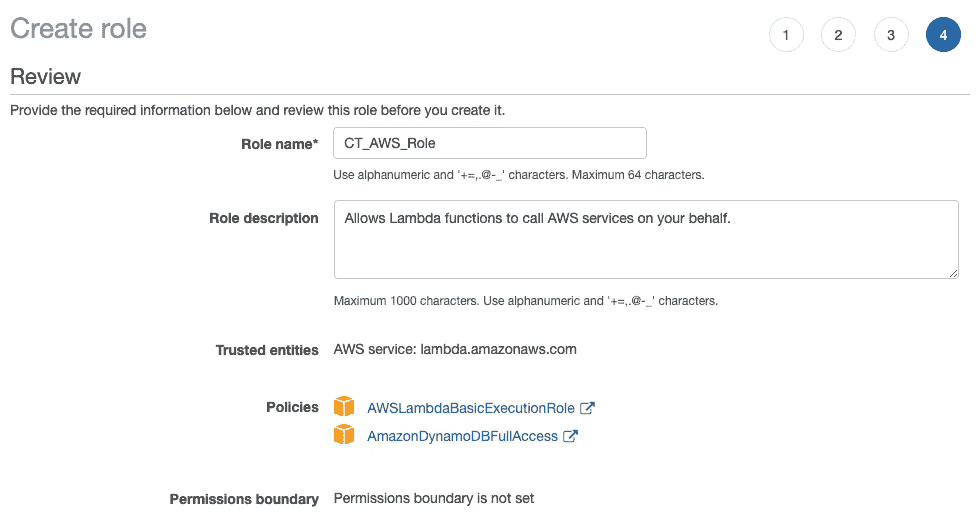 Create role
1 2 3 4
Review
Provide the required information below and review this role before you create it.
Role name* CT_AWS_Role
Use alphanumeric and '+=,.@-_' characters. Maximum 64 characters.
Role description Allows Lambda functions to call AWS services on your behalf.
Maximum 1000 characters. Use alphanumeric and '+=,.@-_' characters.
Trusted entities AWS service: lambda.amazonaws.com
Policies AWSLambdaBasicExecutionRole
AmazonDynamoDBFullAccess
Permissions boundary Permissions boundary is not set